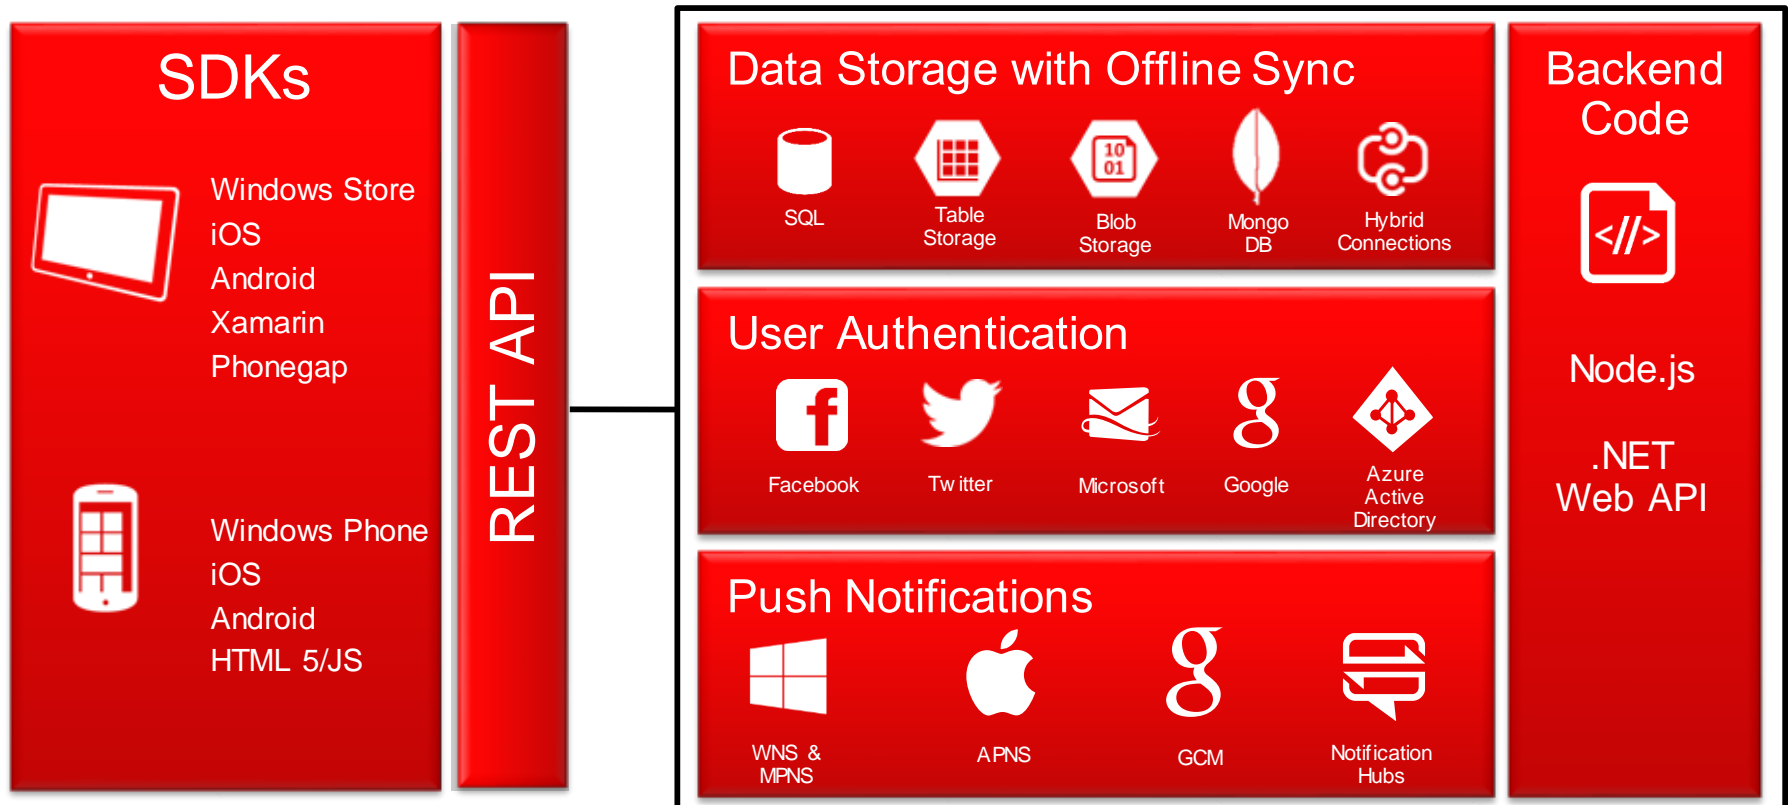 SDKs
Windows Store
iOS
Android
Xamarin
Phonegap
Windows Phone
iOS
Android
HTML 5/JS
REST API
Data Storage with Offline Sync
SQL
Table
Storage
10
01
Blob
Storage
Mongo
DB
Hybrid
Connections
User Authentication
f
Facebook
Twitter
Microsoft
g
Google
Azure
Active
Directory
Push Notifications
WNS &
MPNS
APNS
g
GCM
Notification
Hubs
Backend
Code
<//>
Node.js
.NET
Web API